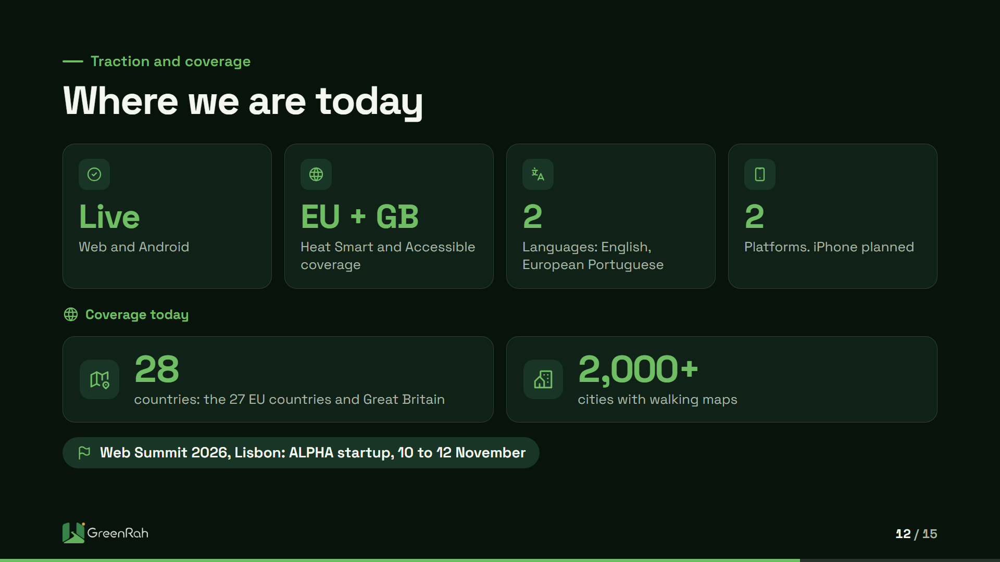 Traction and coverage
Where we are today
Live
Web and Android
EU + GB
Heat Smart and Accessible
coverage
2
Languages: English,
European Portuguese
2
Platforms. iPhone planned
Coverage today
28
countries: the 27 EU countries and Great Britain
2,000+
cities with walking maps
Web Summit 2026, Lisbon: ALPHA startup, 10 to 12 November
GreenRah
12 / 15